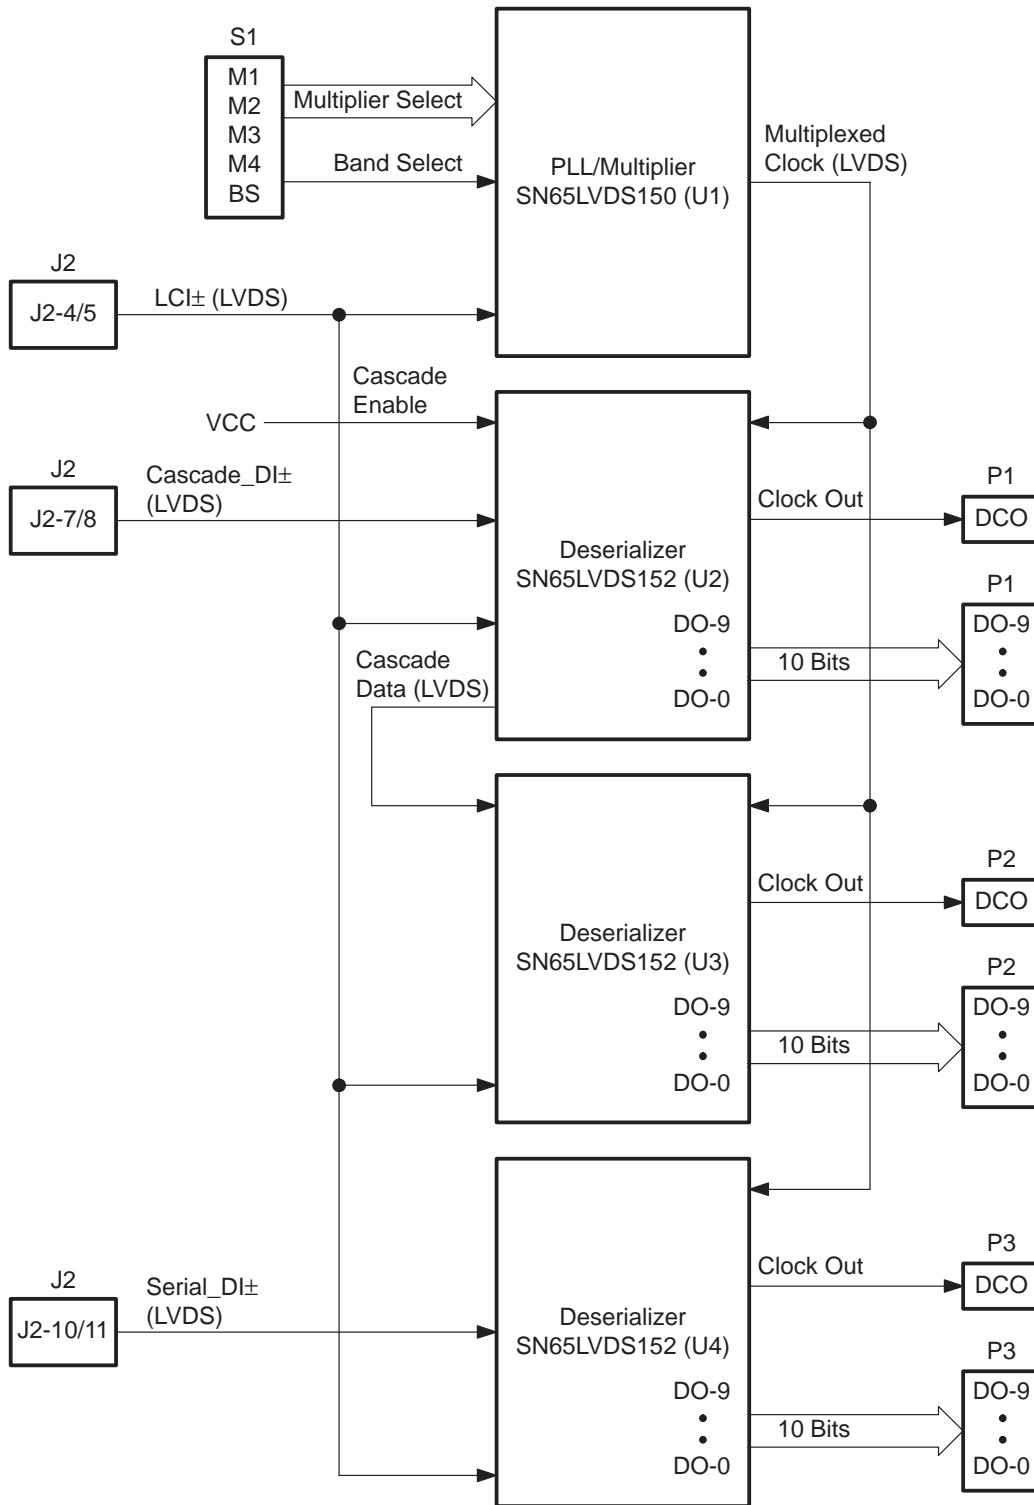 S1
M1
M2
M3
M4
BS
Multiplier Select
Band Select
PLL/Multiplier
SN65LVDS150 (U1)
Multiplexed
Clock (LVDS)
J2
J2-4/5
LCI± (LVDS)
Cascade
Enable
VCC
J2
J2-7/8
Cascade_DI±
(LVDS)
Deserializer
SN65LVDS152 (U2)
DO-9
DO-0
Clock Out
P1
DCO
10 Bits
P1
DO-9
DO-0
Cascade
Data (LVDS)
Deserializer
SN65LVDS152 (U3)
DO-9
DO-0
Clock Out
P2
DCO
10 Bits
P2
DO-9
DO-0
J2
J2-10/11
Serial_DI±
(LVDS)
Deserializer
SN65LVDS152 (U4)
DO-9
DO-0
Clock Out
P3
DCO
10 Bits
P3
DO-9
DO-0